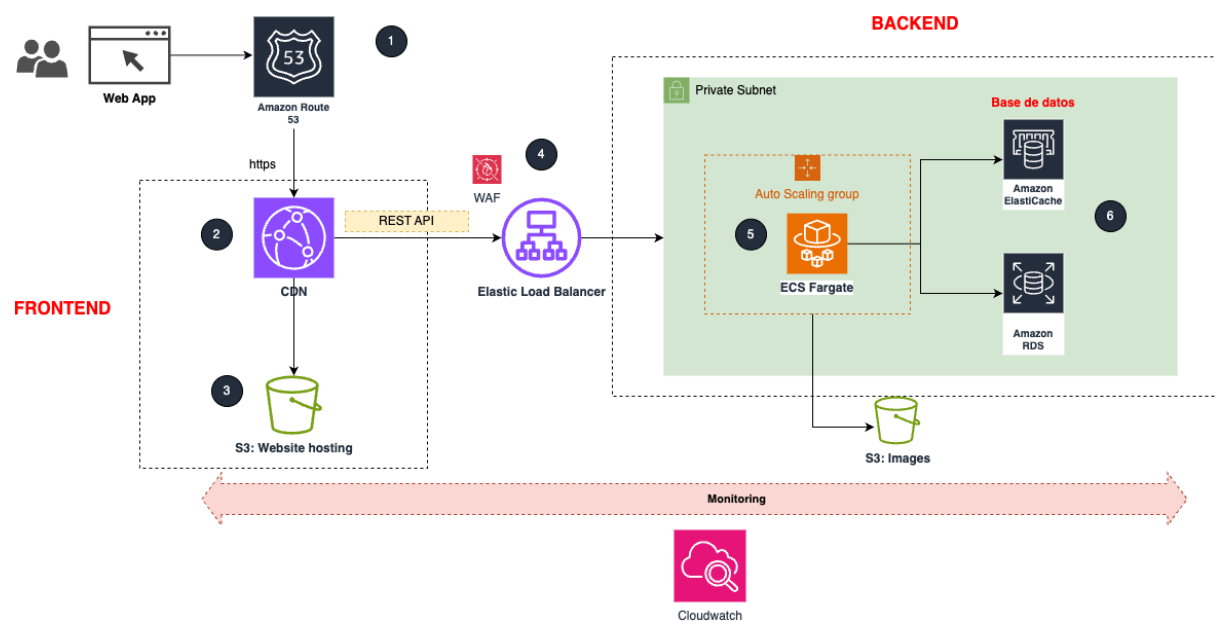 BACKEND
1
53
Web App
Amazon Route
53
Private Subnet
Base de datos
https
4
WAF
Auto Scaling group
Amazon
ElastiCache
2
REST API
5
6
CDN
Elastic Load Balancer
ECS Fargate
FRONTEND
Amazon
RDS
3
S3: Website hosting
S3: Images
Monitoring
Cloudwatch